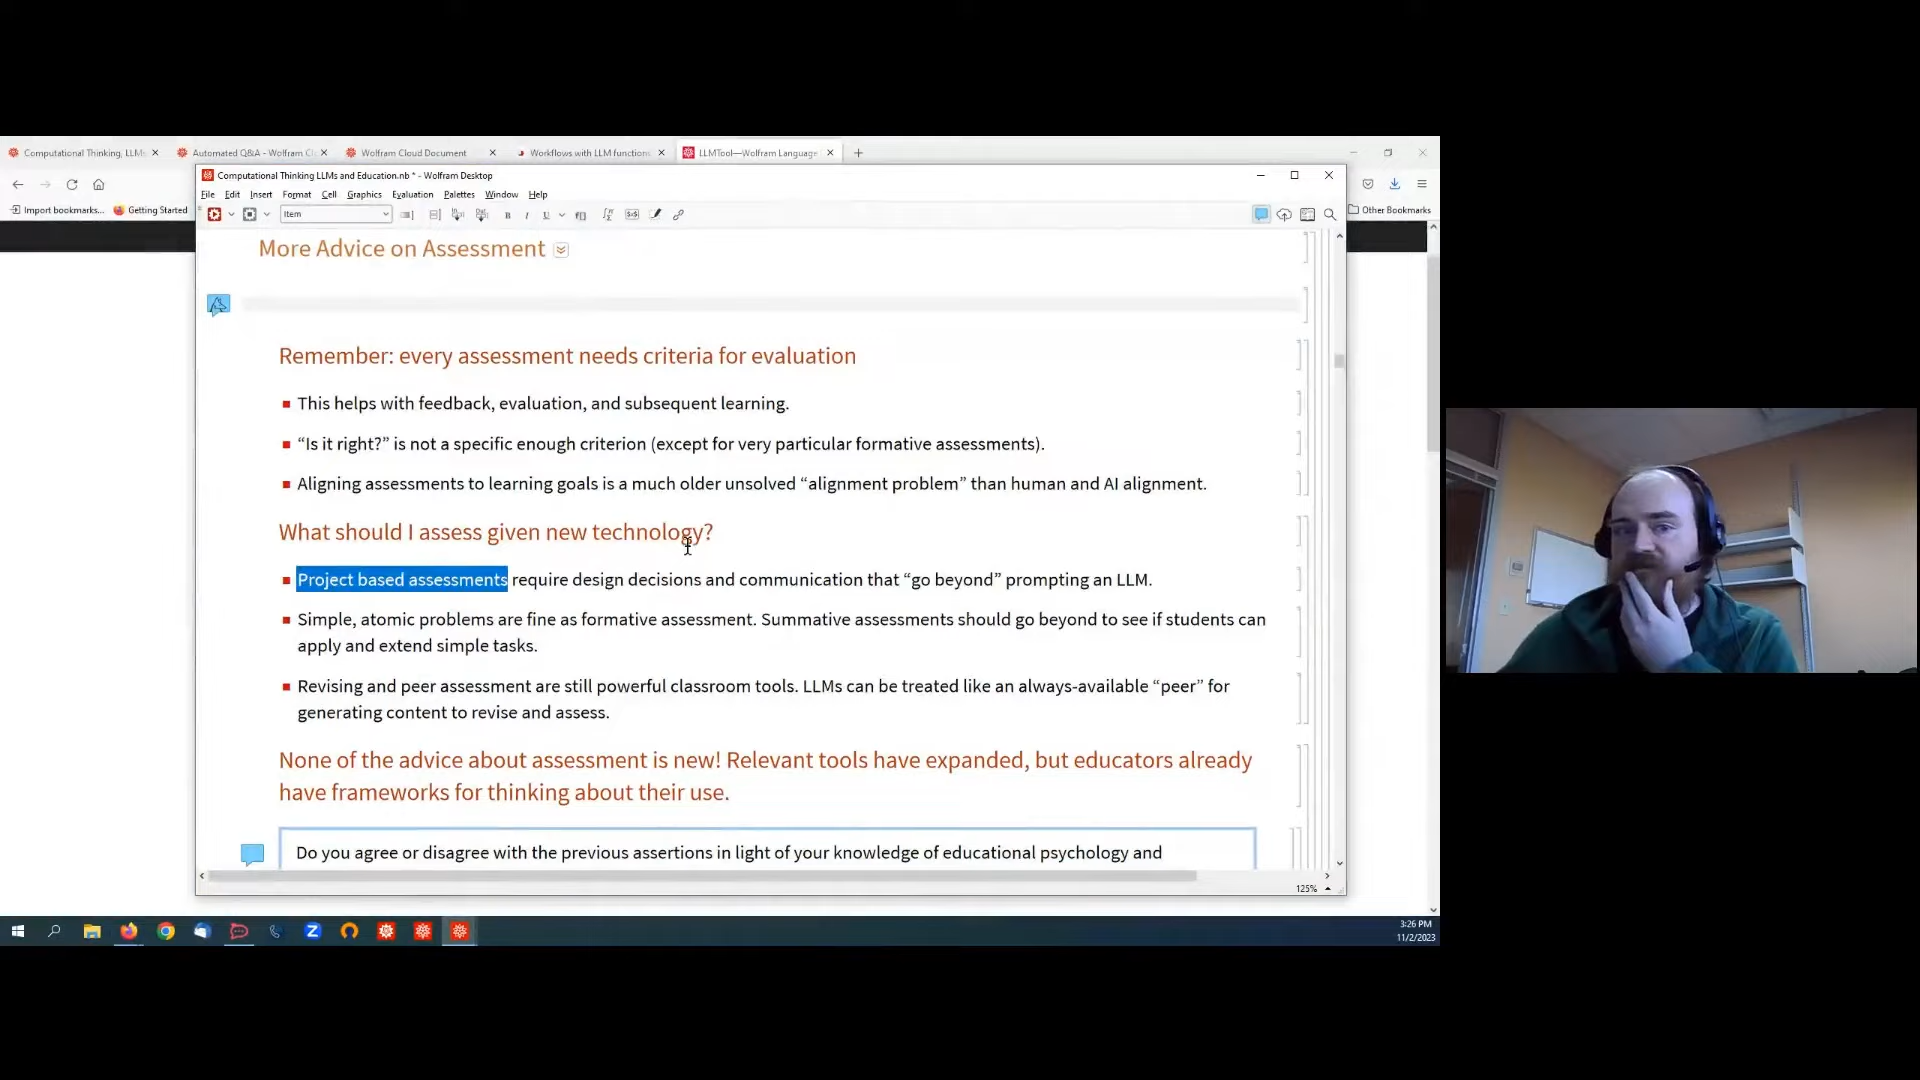 Computational Thinking, LLMs
Automated Q&A - Wolfram Cl
Wolfram Cloud Document
Workflows with LLM functions
LLMTool—Wolfram Language
Computational Thinking LLMs and Education.nb * - Wolfram Desktop
Import bookmarks...
Getting Started
Other Bookmarks
File Edit Insert Format Cell Graphics Evaluation Palettes Window Help
Item
More Advice on Assessment
Remember: every assessment needs criteria for evaluation
This helps with feedback, evaluation, and subsequent learning.
“Is it right?” is not a specific enough criterion (except for very particular formative assessments).
Aligning assessments to learning goals is a much older unsolved “alignment problem” than human and AI alignment.
What should I assess given new technology?
Project based assessments require design decisions and communication that “go beyond” prompting an LLM.
Simple, atomic problems are fine as formative assessment. Summative assessments should go beyond to see if students can
apply and extend simple tasks.
Revising and peer assessment are still powerful classroom tools. LLMs can be treated like an always-available “peer” for
generating content to revise and assess.
None of the advice about assessment is new! Relevant tools have expanded, but educators already
have frameworks for thinking about their use.
Do you agree or disagree with the previous assertions in light of your knowledge of educational psychology and
125%
3:26 PM
11/2/2023